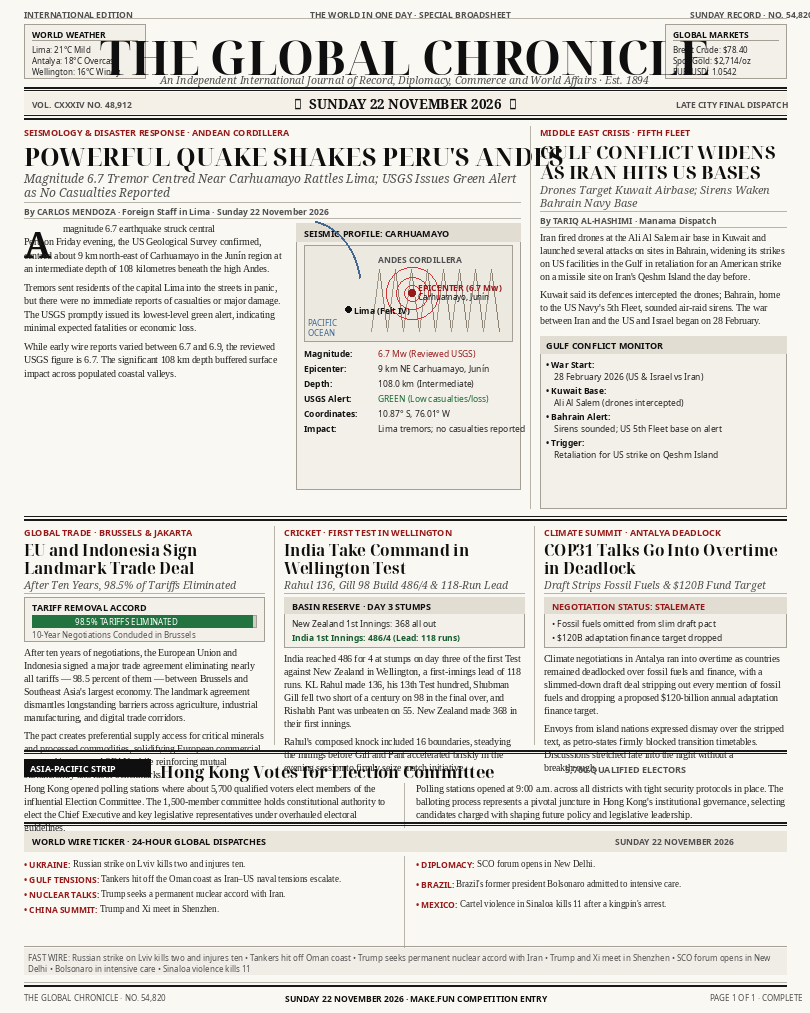 INTERNATIONAL EDITION
THE WORLD IN ONE DAY · SPECIAL BROADSHEET
SUNDAY RECORD · NO. 54,820
WORLD WEATHER
Lima: 21°C Mild
Antalya: 18°C Overcast
Wellington: 16°C Windy
THE GLOBAL CHRONICLE
GLOBAL MARKETS
Brent Crude: $78.40
Spot Gold: $2,714/oz
EUR/USD: 1.0542
An Independent International Journal of Record, Diplomacy, Commerce and World Affairs · Est. 1894
VOL. CXXXIV NO. 48,912
SUNDAY 22 NOVEMBER 2026
LATE CITY FINAL DISPATCH
SEISMOLOGY & DISASTER RESPONSE · ANDEAN CORDILLERA
POWERFUL QUAKE SHAKES PERU'S ANDES
Magnitude 6.7 Tremor Centred Near Carhuamayo Rattles Lima; USGS Issues Green Alert
as No Casualties Reported
By CARLOS MENDOZA · Foreign Staff in Lima · Sunday 22 November 2026
A magnitude 6.7 earthquake struck central
Peru on Friday evening, the US Geological Survey confirmed,
centred about 9 km north-east of Carhuamayo in the Junín region at
an intermediate depth of 108 kilometres beneath the high Andes.
Tremors sent residents of the capital Lima into the streets in panic,
but there were no immediate reports of casualties or major damage.
The USGS promptly issued its lowest-level green alert, indicating
minimal expected fatalities or economic loss.
While early wire reports varied between 6.7 and 6.9, the reviewed
USGS figure is 6.7. The significant 108 km depth buffered surface
impact across populated coastal valleys.
SEISMIC PROFILE: CARHUAMAYO
ANDES CORDILLERA
EPICENTER (6.7 MW)
Carhuamayo, Junín
Lima (Felt IV)
PACIFIC
OCEAN
Magnitude: 6.7 Mw (Reviewed USGS)
Epicenter: 9 km NE Carhuamayo, Junín
Depth: 108.0 km (Intermediate)
USGS Alert: GREEN (Low casualties/loss)
Coordinates: 10.87° S, 76.01° W
Impact: Lima tremors; no casualties reported
MIDDLE EAST CRISIS · FIFTH FLEET
GULF CONFLICT WIDENS
AS IRAN HITS US BASES
Drones Target Kuwait Airbase; Sirens Waken
Bahrain Navy Base
By TARIQ AL-HASHIMI · Manama Dispatch
Iran fired drones at the Ali Al Salem air base in Kuwait and
launched several attacks on sites in Bahrain, widening its strikes
on US facilities in the Gulf in retaliation for an American strike
on a missile site on Iran's Qeshm Island the day before.
Kuwait said its defences intercepted the drones; Bahrain, home
to the US Navy's 5th Fleet, sounded air-raid sirens. The war
between Iran and the US and Israel began on 28 February.
GULF CONFLICT MONITOR
• War Start:
28 February 2026 (US & Israel vs Iran)
• Kuwait Base:
Ali Al Salem (drones intercepted)
• Bahrain Alert:
Sirens sounded; US 5th Fleet base on alert
• Trigger:
Retaliation for US strike on Qeshm Island
GLOBAL TRADE · BRUSSELS & JAKARTA
EU and Indonesia Sign
Landmark Trade Deal
After Ten Years, 98.5% of Tariffs Eliminated
TARIFF REMOVAL ACCORD
98.5% TARIFFS ELIMINATED
10-Year Negotiations Concluded in Brussels
After ten years of negotiations, the European Union and
Indonesia signed a major trade agreement eliminating nearly
all tariffs — 98.5 percent of them — between Brussels and
Southeast Asia's largest economy. The landmark agreement
dismantles longstanding barriers across agriculture, industrial
manufacturing, and digital trade corridors.
The pact creates preferential supply access for critical minerals
and processed commodities, solidifying European commercial
reinforcing mutual
CRICKET · FIRST TEST IN WELLINGTON
India Take Command in
Wellington Test
Rahul 136, Gill 98 Build 486/4 & 118-Run Lead
BASIN RESERVE · DAY 3 STUMPS
New Zealand 1st Innings: 368 all out
India 1st Innings: 486/4 (Lead: 118 runs)
India reached 486 for 4 at stumps on day three of the first Test
against New Zealand in Wellington, a first-innings lead of 118
runs. KL Rahul made 136, his 13th Test hundred, Shubman
Gill fell two short of a century on 98 in the final over, and
Rishabh Pant was unbeaten on 55. New Zealand made 368 in
their first innings.
Rahul's composed knock included 16 boundaries, steadying
the innings before Gill and Pant accelerated briskly in the
evening session to firmly seize match initiative.
CLIMATE SUMMIT · ANTALYA DEADLOCK
COP31 Talks Go Into Overtime
in Deadlock
Draft Strips Fossil Fuels & $120B Fund Target
NEGOTIATION STATUS: STALEMATE
• Fossil fuels omitted from slim draft pact
• $120B adaptation finance target dropped
Climate negotiations in Antalya ran into overtime as countries
remained deadlocked over fossil fuels and finance, with a
slimmed-down draft deal stripping out every mention of fossil
fuels and dropping a proposed $120-billion annual adaptation
finance target.
Envoys from island nations expressed dismay over the stripped
text, as petro-states firmly blocked transition timetables.
Discussions stretched late into the night without a
breakthrough.
ASIA-PACIFIC STRIP
Hong Kong Votes for Election Committee
5,700 QUALIFIED ELECTORS
Hong Kong opened polling stations where about 5,700 qualified voters elect members of the
influential Election Committee. The 1,500-member committee holds constitutional authority to
elect the Chief Executive and key legislative representatives under overhauled electoral
guidelines.
Polling stations opened at 9:00 a.m. across all districts with tight security protocols in place. The
balloting process represents a pivotal juncture in Hong Kong's institutional governance, selecting
candidates charged with shaping future policy and legislative leadership.
WORLD WIRE TICKER · 24-HOUR GLOBAL DISPATCHES
SUNDAY 22 NOVEMBER 2026
• UKRAINE: Russian strike on Lviv kills two and injures ten.
• GULF TENSIONS: Tankers hit off the Oman coast as Iran–US naval tensions escalate.
• NUCLEAR TALKS: Trump seeks a permanent nuclear accord with Iran.
• CHINA SUMMIT: Trump and Xi meet in Shenzhen.
• DIPLOMACY: SCO forum opens in New Delhi.
• BRAZIL: Brazil's former president Bolsonaro admitted to intensive care.
• MEXICO: Cartel violence in Sinaloa kills 11 after a kingpin's arrest.
FAST WIRE: Russian strike on Lviv kills two and injures ten • Tankers hit off Oman coast • Trump seeks permanent nuclear accord with Iran • Trump and Xi meet in Shenzhen • SCO forum opens in New
Delhi • Bolsonaro in intensive care • Sinaloa violence kills 11
THE GLOBAL CHRONICLE · NO. 54,820
SUNDAY 22 NOVEMBER 2026 · MAKE.FUN COMPETITION ENTRY
PAGE 1 OF 1 · COMPLETE